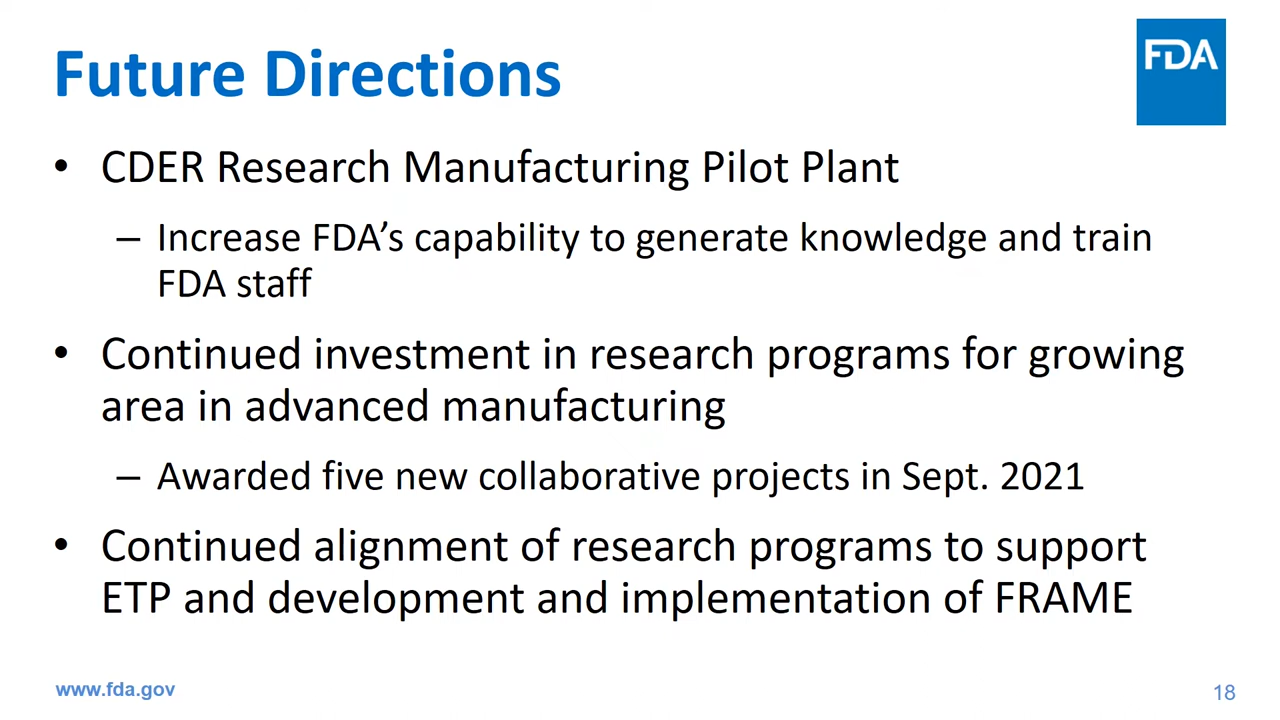 Future Directions
FDA
• CDER Research Manufacturing Pilot Plant
– Increase FDA’s capability to generate knowledge and train
FDA staff
• Continued investment in research programs for growing
area in advanced manufacturing
– Awarded five new collaborative projects in Sept. 2021
• Continued alignment of research programs to support
ETP and development and implementation of FRAME
www.fda.gov
18